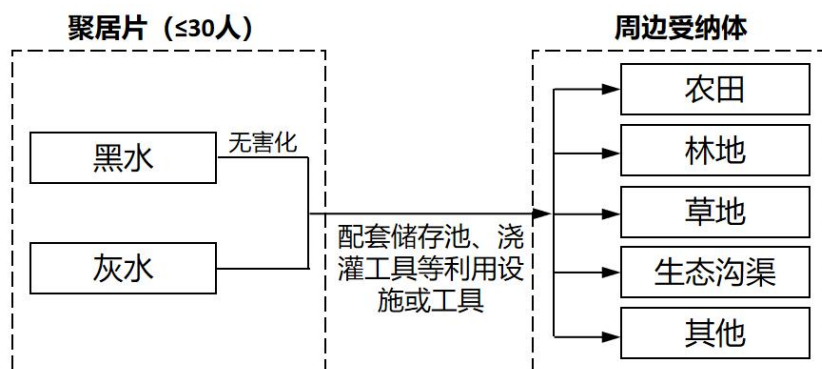 聚居片（≤30人）
周边受纳体
黑水
无害化
灰水
配套储存池、浇
灌工具等利用设
施或工具
农田
林地
草地
生态沟渠
其他